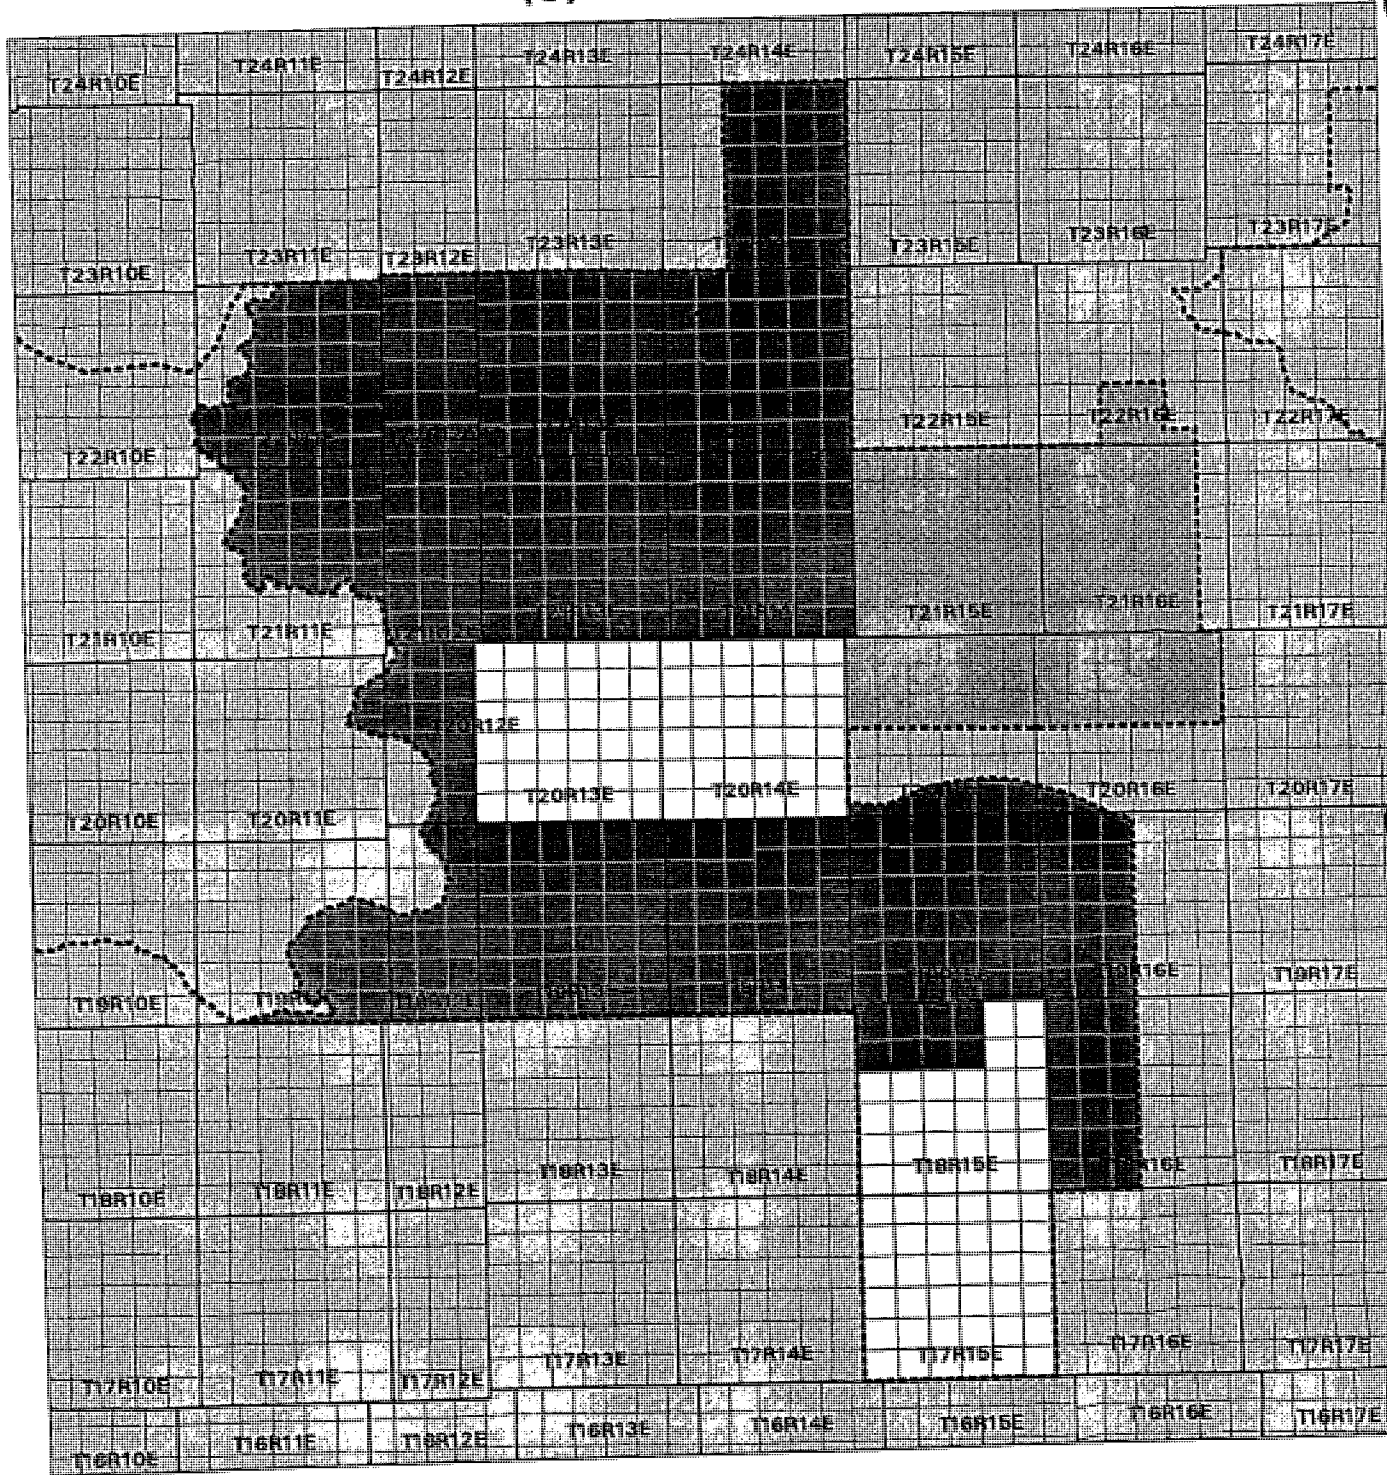 T24R10E T24R11E T24R12E T24R13E T24R14E T24R15E T24R16E T24R17E
T23R10E T23R11E T23R12E T23R13E T23R15E T23R16E T23R17E
T22R10E T22R15E T22R16E T22R17E
T21R10E T21R11E T21R15E T21R16E T21R17E
T20R12E
T20R10E T20R11E T20R13E T20R14E T20R16E T20R17E
T19R10E T19R17E
T18R10E T18R11E T18R12E T18R13E T18R14E T18R15E T18R17E
T17R10E T17R11E T17R12E T17R13E T17R14E T17R15E T17R16E T17R17E
T16R10E T16R11E T16R12E T16R13E T16R14E T16R15E T16R16E T16R17E